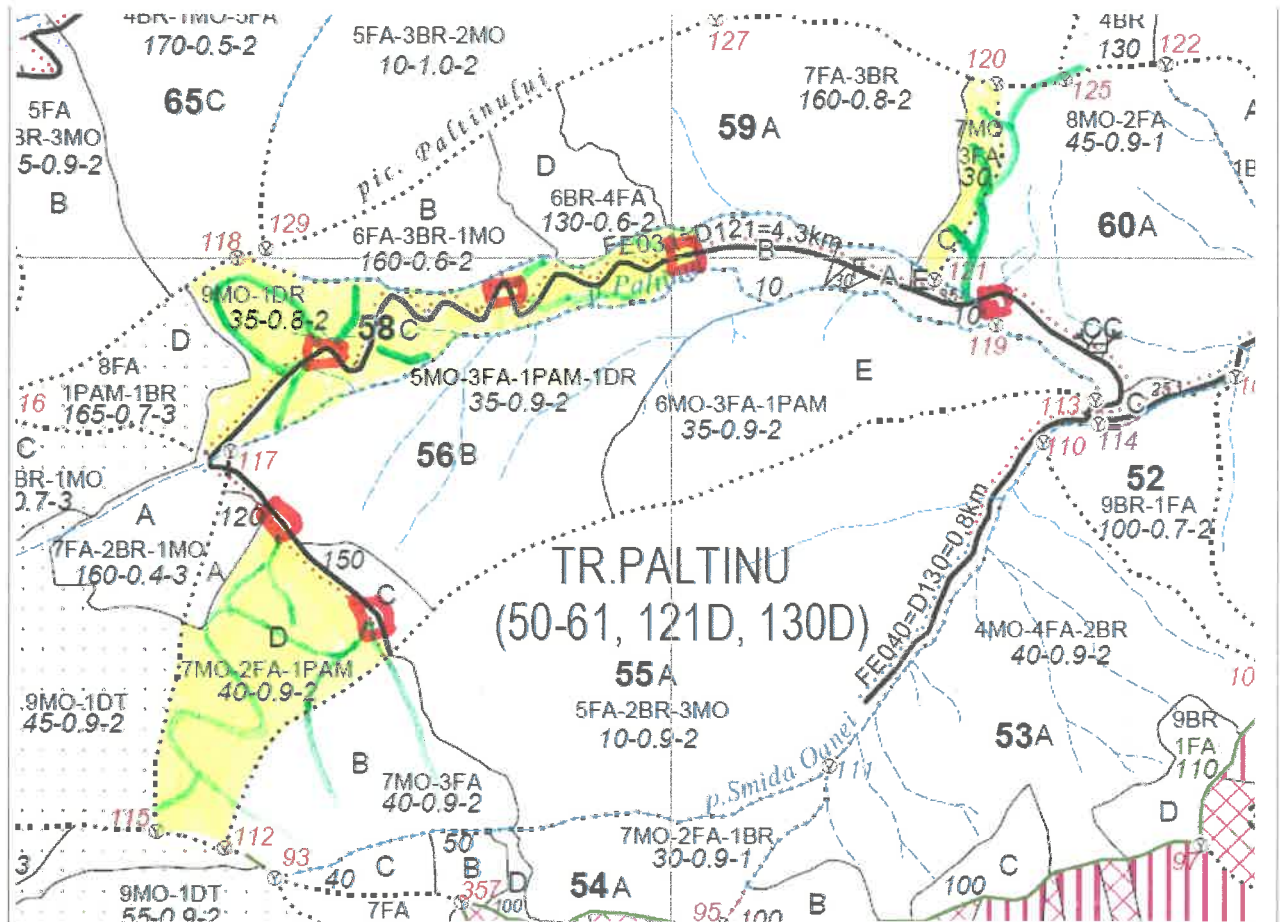 4BR-1MO-5FA
170-0.5-2
65C
5FA
BR-3MO
5-0.9-2
B
5FA-3BR-2MO
10-1.0-2
pic. Paltinului
127
59A
7FA-3BR
160-0.8-2
120
4BR
130
122
125
8MO-2FA
45-0.9-1
A
60A
7MO
3FA
30
C
D
6BR-4FA
130-0.6-2
B
6FA-3BR-1MO
160-0.6-2
118
129
FE03
D121=4.3km
B
10
30
A
E
121
10
119
9MO-1DR
35-0.8-2
58C
D
8FA
1PAM-1BR
165-0.7-3
16
C
BR-1MO
0.7-3
A
7FA-2BR-1MO
160-0.4-3
A
117
120
5MO-3FA-1PAM-1DR
35-0.9-2
56B
6MO-3FA-1PAM
35-0.9-2
E
CC
113
C
25
110
114
52
9BR-1FA
100-0.7-2
150
C
TR.PALTINU
(50-61, 121D, 130D)
55A
5FA-2BR-3MO
10-0.9-2
FE040=D130=0.8km
4MO-4FA-2BR
40-0.9-2
53A
D
7MO-2FA-1PAM
40-0.9-2
9MO-1DT
45-0.9-2
B
7MO-3FA
40-0.9-2
p.Smida Oanei
111
10
9BR
1FA
110
D
97
115
112
93
40
50
C
B
D
100
7MO-2FA-1BR
30-0.9-1
54A
357
7FA
95
100
B
C
100
3
9MO-1DT
55-0.9-2